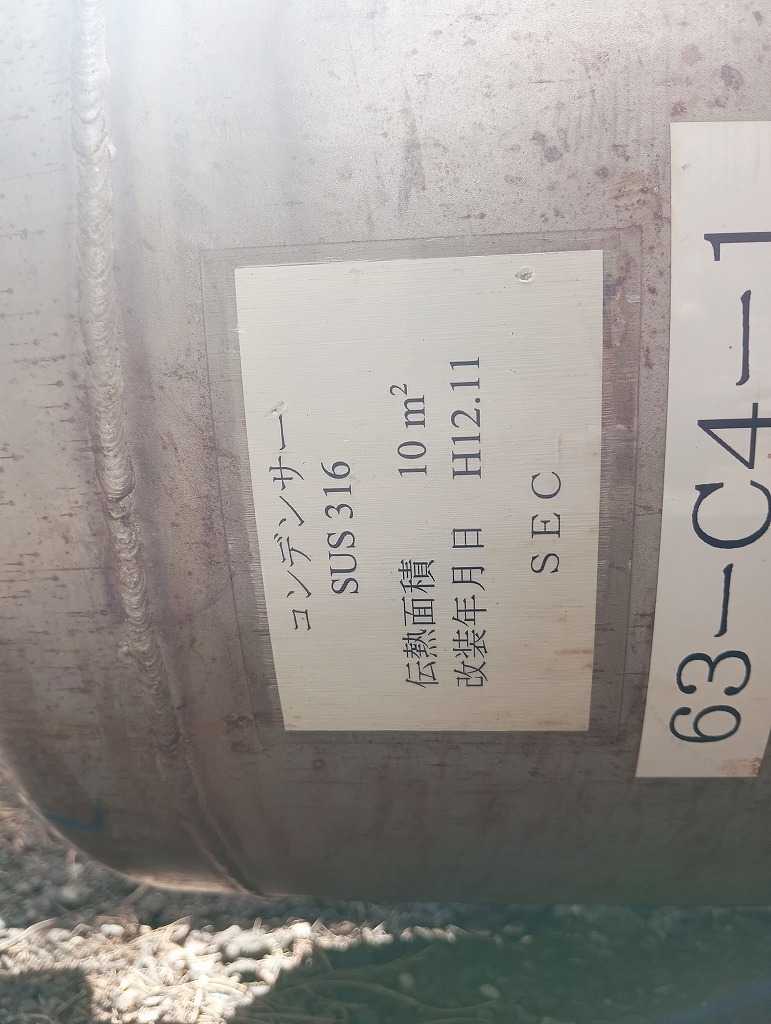 コンデンサー
SUS 316
伝熱面積 10 m²
改装年月日 H12.11
SEC
63-C4-1